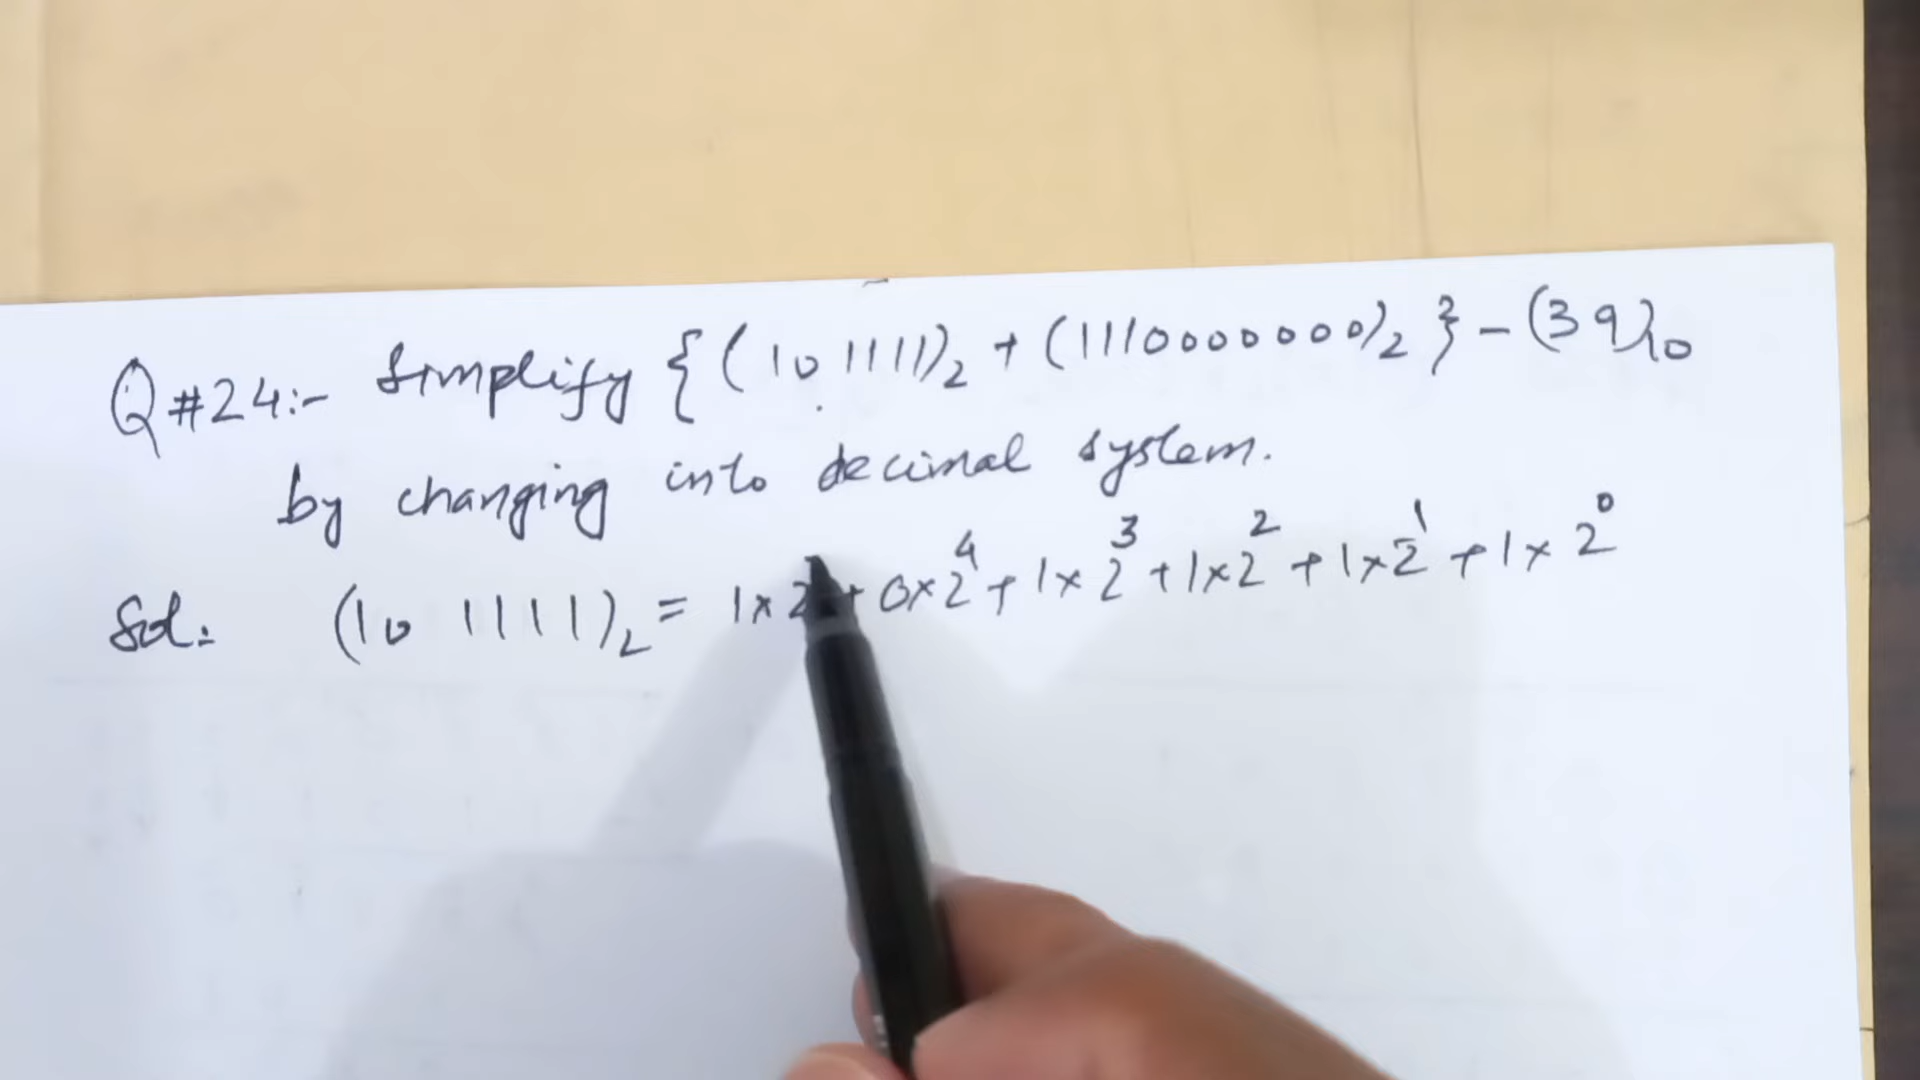 Q#24:- Simplify {(101111)₂ + (1110000000)₂} - (39)₁₀
by changing into decimal system.
Sol: (101111)₂ = 1×2 + 0×2⁴ + 1×2³ + 1×2² + 1×2¹ + 1×2⁰